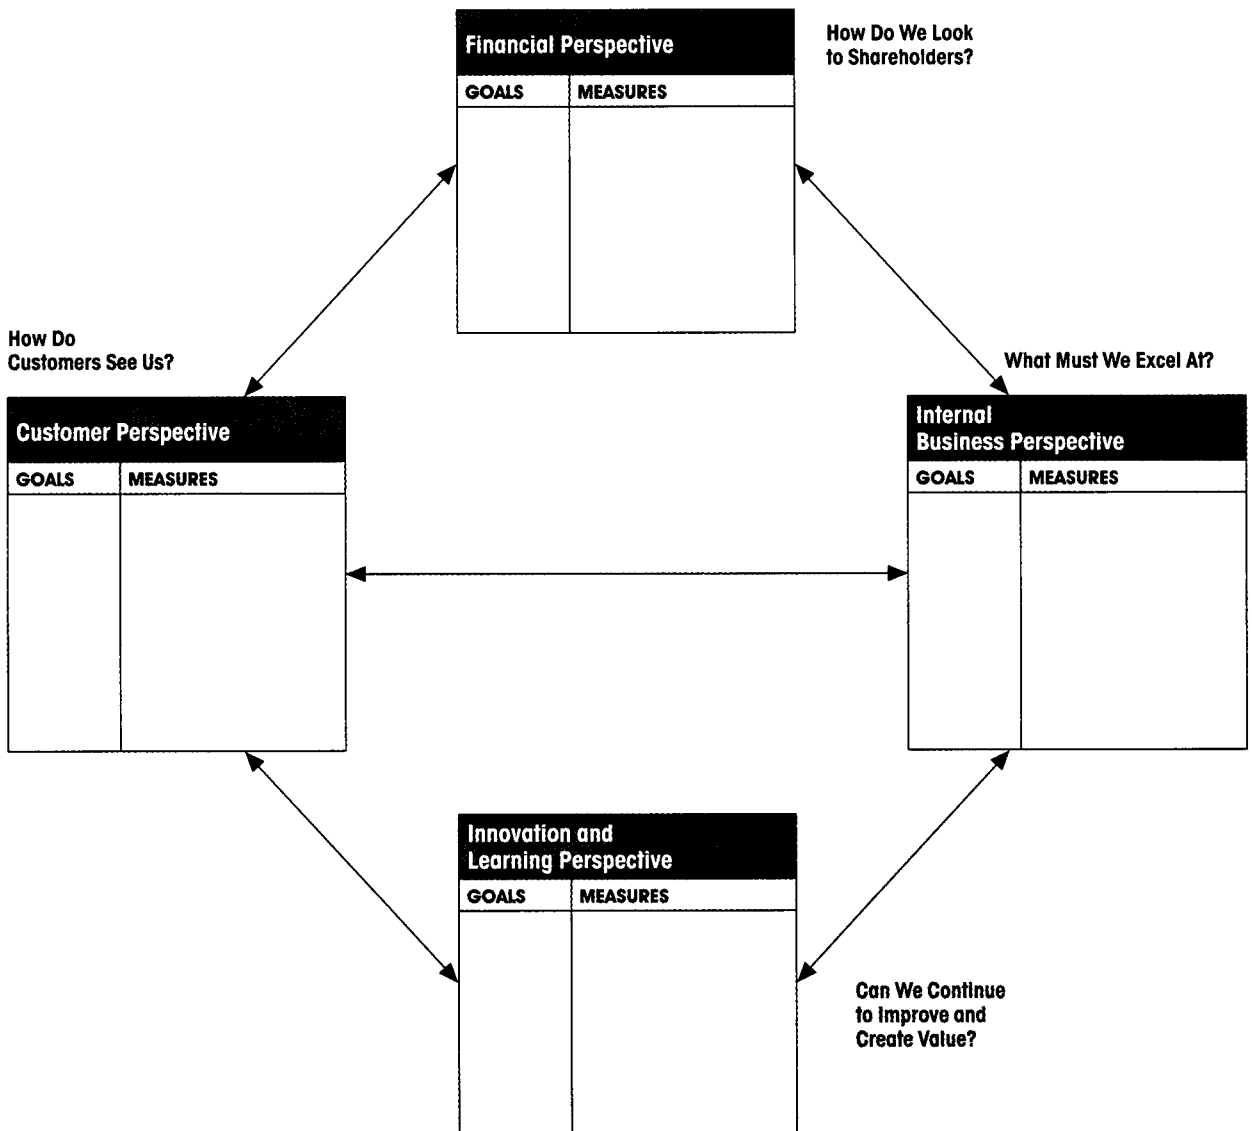 Financial Perspective
How Do We Look
to Shareholders?
GOALS MEASURES
How Do
Customers See Us?
What Must We Excel At?
Customer Perspective
GOALS MEASURES
Internal
Business Perspective
GOALS MEASURES
Innovation and
Learning Perspective
GOALS MEASURES
Can We Continue
to Improve and
Create Value?